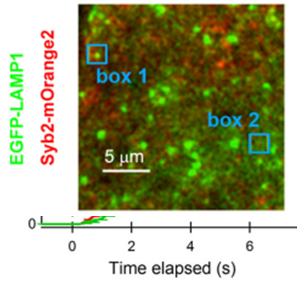 EGFP-LAMP1
Syb2-mOrange2
box 1
box 2
5 μm
0
0 2 4 6
Time elapsed (s)